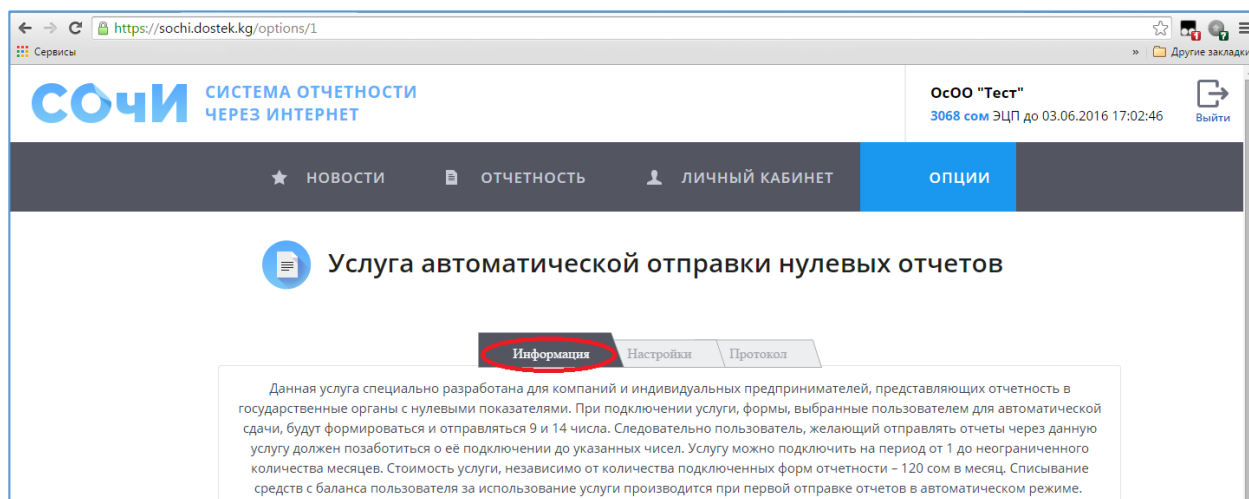 https://sochi.dostek.kg/options/1
Сервисы
» Другие закладки
СОчИ
СИСТЕМА ОТЧЕТНОСТИ
ЧЕРЕЗ ИНТЕРНЕТ
ОсОО "Тест"
3068 сом ЭЦП до 03.06.2016 17:02:46
Выйти
НОВОСТИ ОТЧЕТНОСТЬ ЛИЧНЫЙ КАБИНЕТ ОПЦИИ
Услуга автоматической отправки нулевых отчетов
Информация Настройки Протокол
Данная услуга специально разработана для компаний и индивидуальных предпринимателей, представляющих отчетность в
государственные органы с нулевыми показателями. При подключении услуги, формы, выбранные пользователем для автоматической
сдачи, будут формироваться и отправляться 9 и 14 числа. Следовательно пользователь, желающий отправлять отчеты через данную
услугу должен позаботиться о её подключении до указанных чисел. Услугу можно подключить на период от 1 до неограниченного
количества месяцев. Стоимость услуги, независимо от количества подключенных форм отчетности – 120 сом в месяц. Списывание
средств с баланса пользователя за использование услуги производится при первой отправке отчетов в автоматическом режиме.